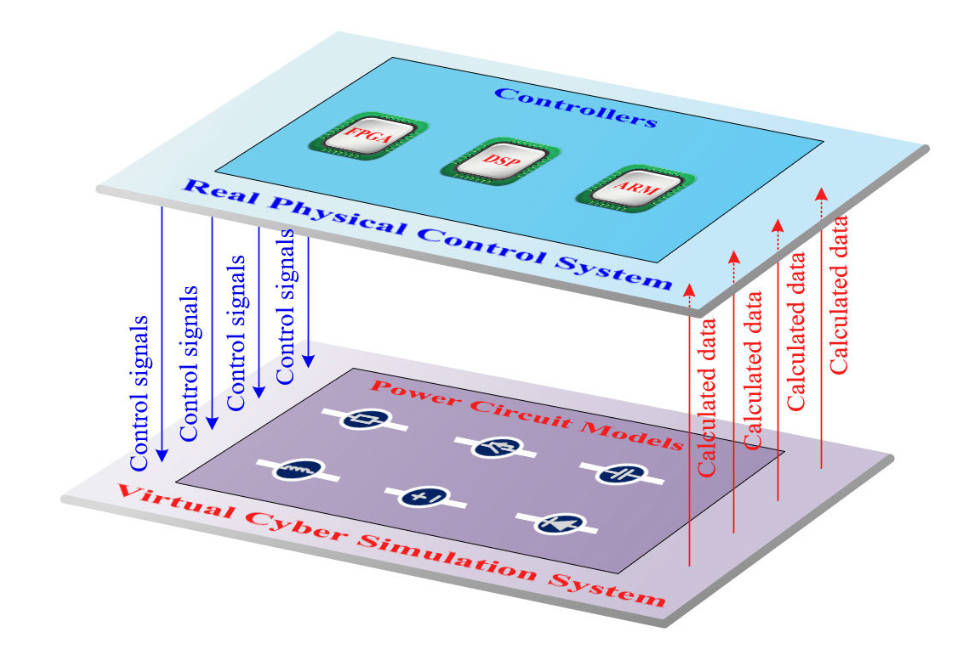 Controllers
FPGA
DSP
ARM
Real Physical Control System
Control signals
Control signals
Control signals
Control signals
Calculated data
Calculated data
Calculated data
Calculated data
Power Circuit Models
Virtual Cyber Simulation System